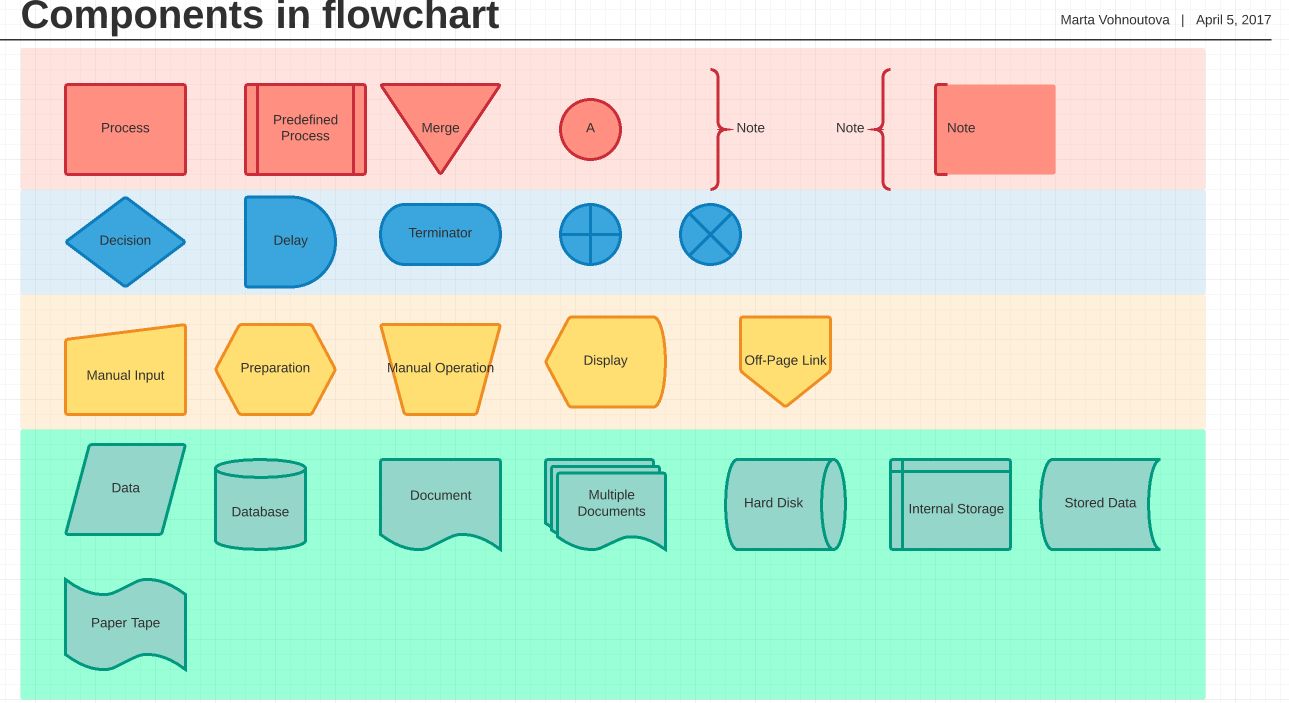 Components in flowchart
Marta Vohnoutova | April 5, 2017
Process
Predefined
Process
Merge
A
Note
Note
Note
Decision
Delay
Terminator
Manual Input
Preparation
Manual Operation
Display
Off-Page Link
Data
Database
Document
Multiple
Documents
Hard Disk
Internal Storage
Stored Data
Paper Tape